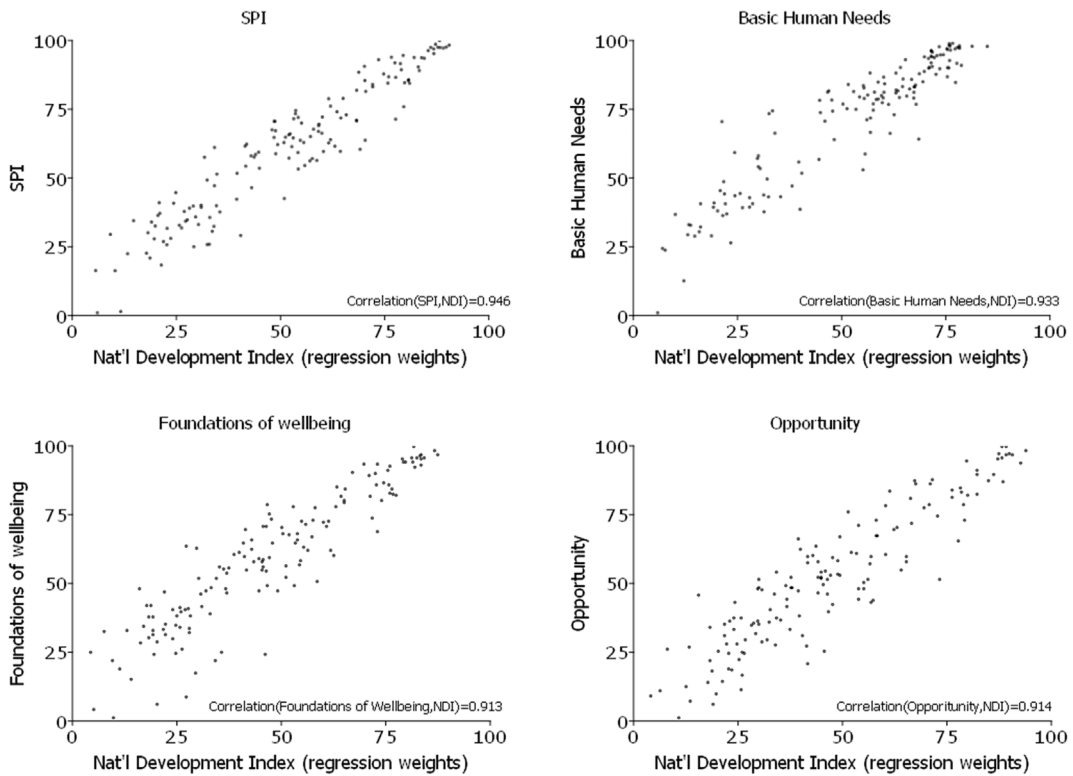 SPI
100
75
50
25
0
SPI
Correlation(SPI,NDI)=0.946
0 25 50 75 100
Nat'l Development Index (regression weights)
Basic Human Needs
100
75
50
25
0
Basic Human Needs
Correlation(Basic Human Needs,NDI)=0.933
0 25 50 75 100
Nat'l Development Index (regression weights)
Foundations of wellbeing
100
75
50
25
0
Foundations of wellbeing
Correlation(Foundations of Wellbeing,NDI)=0.913
0 25 50 75 100
Nat'l Development Index (regression weights)
Opportunity
100
75
50
25
0
Opportunity
Correlation(Opporitunity,NDI)=0.914
0 25 50 75 100
Nat'l Development Index (regression weights)